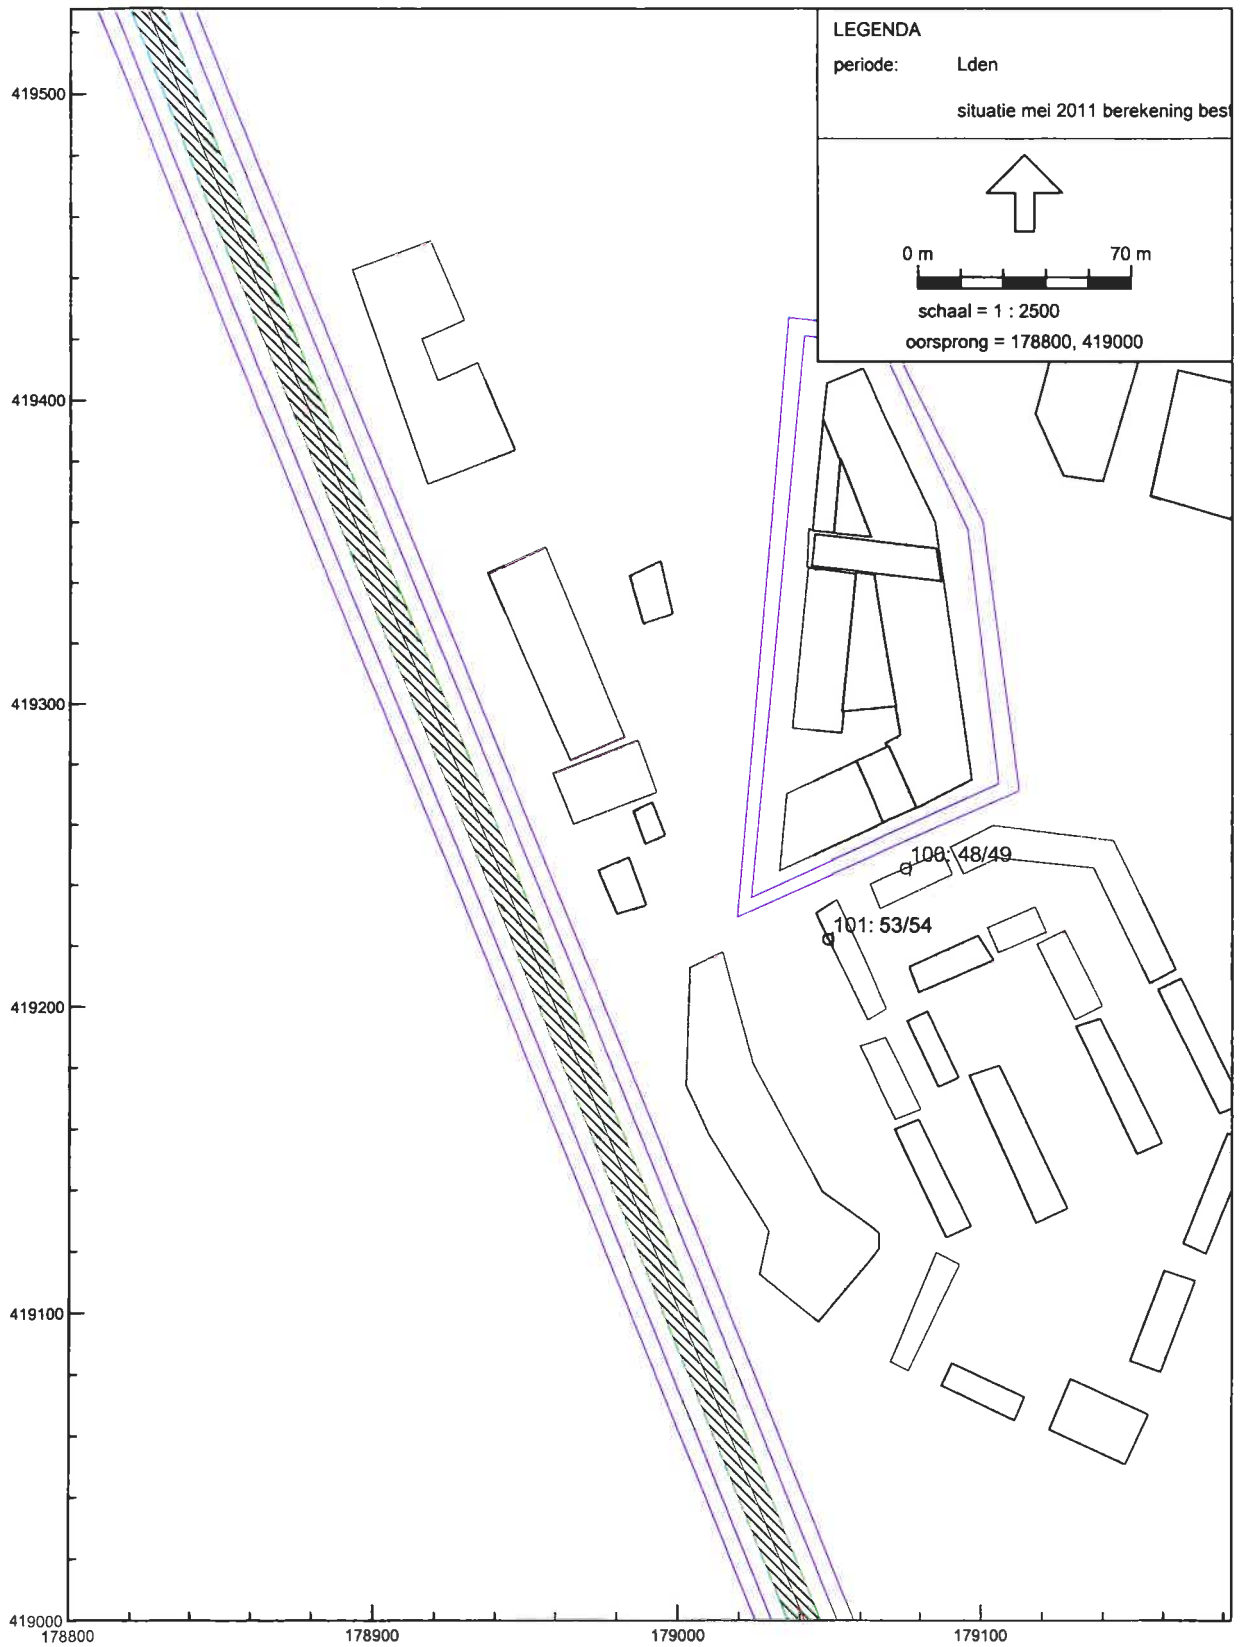 LEGENDA
periode: Lden
situatie mei 2011 berekening best
0 m 70 m
schaal = 1 : 2500
oorsprong = 178800, 419000
419500
419400
419300
100: 48/49
101: 53/54
419200
419100
419000
178800 178900 179000 179100